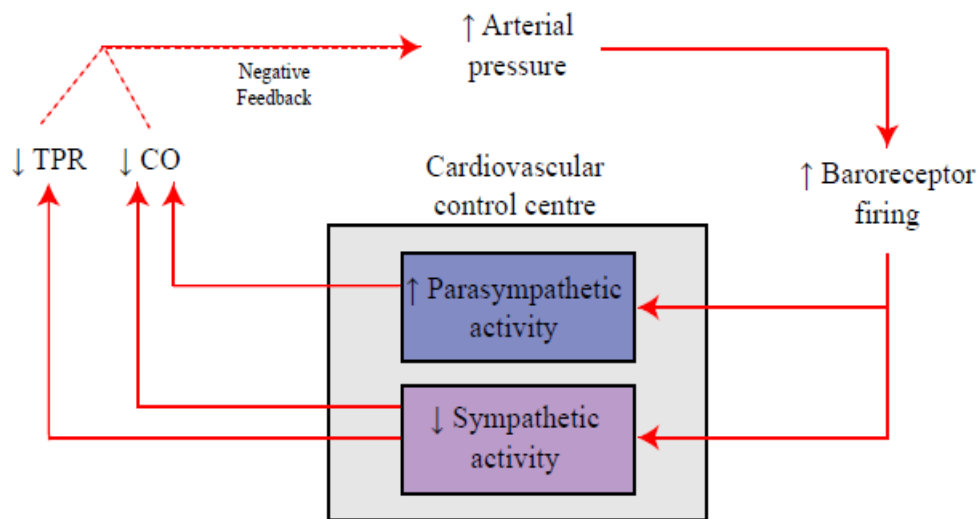 ↑ Arterial
pressure
Negative
Feedback
↓ TPR
↓ CO
Cardiovascular
control centre
↑ Baroreceptor
firing
↑ Parasympathetic
activity
↓ Sympathetic
activity